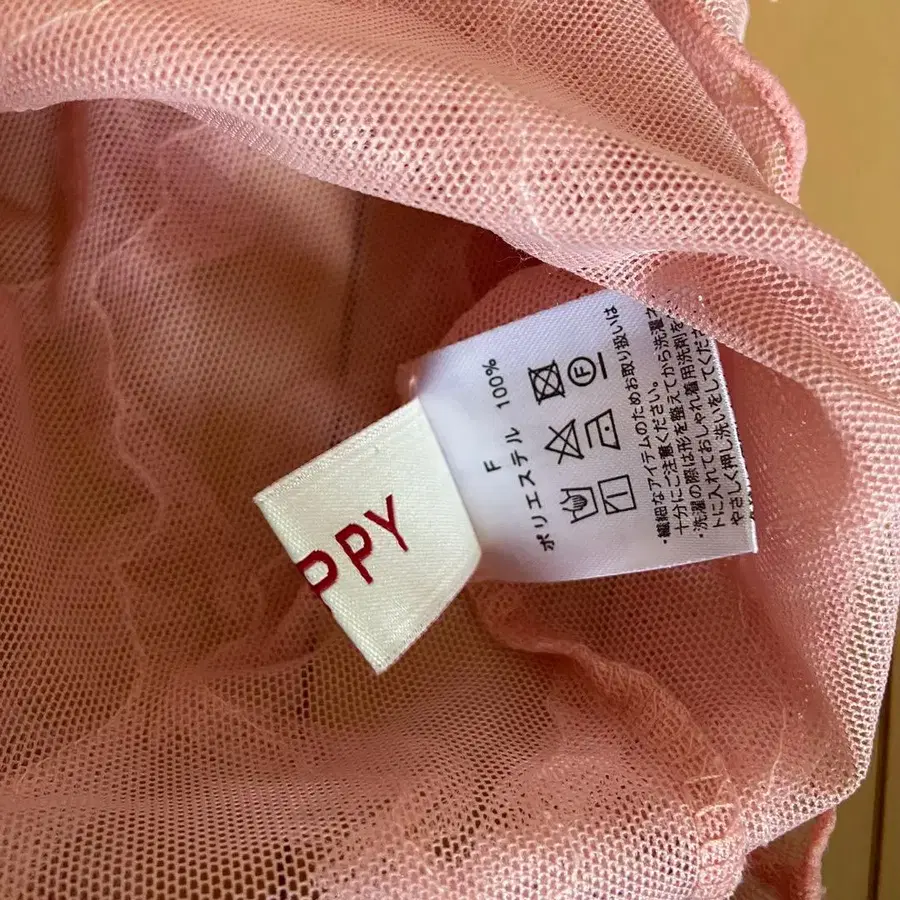 PPY
F
ポリエステル 100%
・繊細なアイテムのためお取り扱いは
十分にご注意ください。
・洗濯の際は形を整えてから洗濯ネ
トに入れておしゃれ着用洗剤を
やさしく押し洗いをしてくださ